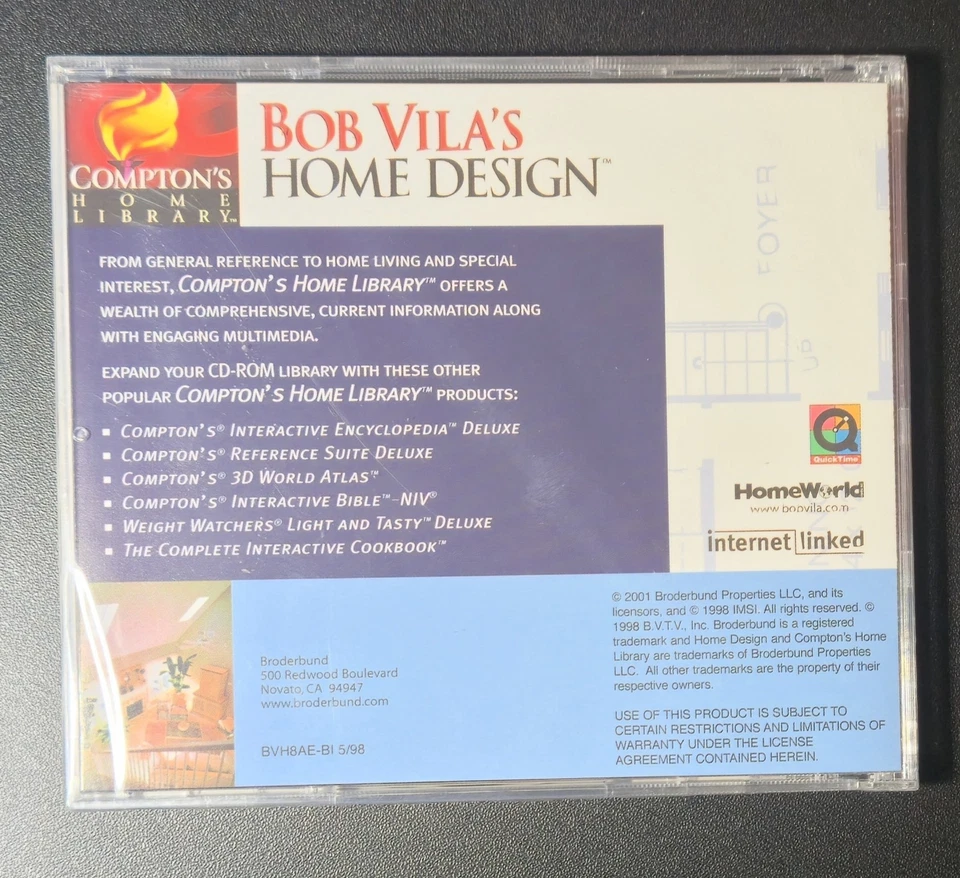 COMPTON'S
HOME
LIBRARY™
BOB VILA'S
HOME DESIGN™
FROM GENERAL REFERENCE TO HOME LIVING AND SPECIAL
INTEREST, COMPTON'S HOME LIBRARY™ OFFERS A
WEALTH OF COMPREHENSIVE, CURRENT INFORMATION ALONG
WITH ENGAGING MULTIMEDIA.
EXPAND YOUR CD-ROM LIBRARY WITH THESE OTHER
POPULAR COMPTON'S HOME LIBRARY™ PRODUCTS:
▪ COMPTON'S® INTERACTIVE ENCYCLOPEDIA™ DELUXE
▪ COMPTON'S® REFERENCE SUITE DELUXE
▪ COMPTON'S® 3D WORLD ATLAS™
▪ COMPTON'S® INTERACTIVE BIBLE™–NIV®
▪ WEIGHT WATCHERS® LIGHT AND TASTY™ DELUXE
▪ THE COMPLETE INTERACTIVE COOKBOOK™
FOYER
UP
QuickTime™
HomeWorld
www.bobvila.com
internet linked
Broderbund
500 Redwood Boulevard
Novato, CA 94947
www.broderbund.com
BVH8AE-BI 5/98
© 2001 Broderbund Properties LLC, and its
licensors, and © 1998 IMSI. All rights reserved. ©
1998 B.V.T.V., Inc. Broderbund is a registered
trademark and Home Design and Compton's Home
Library are trademarks of Broderbund Properties
LLC. All other trademarks are the property of their
respective owners.
USE OF THIS PRODUCT IS SUBJECT TO
CERTAIN RESTRICTIONS AND LIMITATIONS OF
WARRANTY UNDER THE LICENSE
AGREEMENT CONTAINED HEREIN.